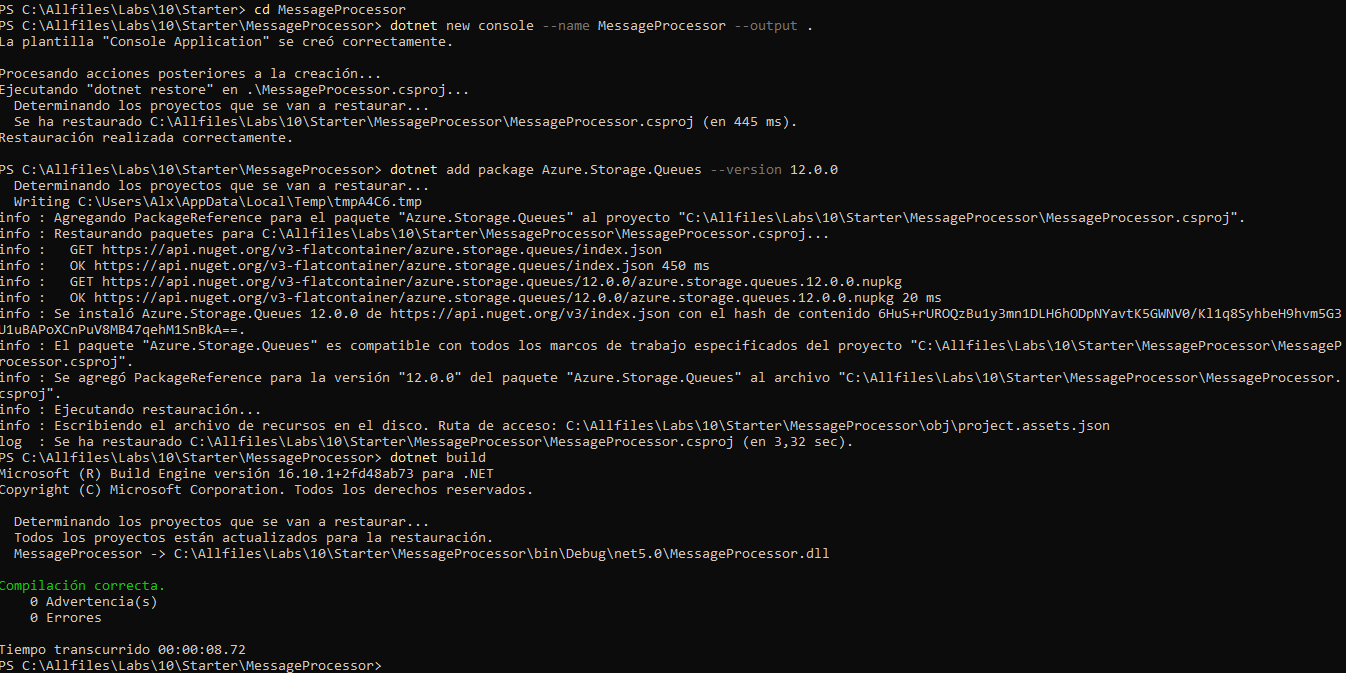 PS C:\Allfiles\Labs\10\Starter> cd MessageProcessor
PS C:\Allfiles\Labs\10\Starter\MessageProcessor> dotnet new console --name MessageProcessor --output .
La plantilla "Console Application" se creó correctamente.
Procesando acciones posteriores a la creación...
Ejecutando "dotnet restore" en .\MessageProcessor.csproj...
  Determinando los proyectos que se van a restaurar...
  Se ha restaurado C:\Allfiles\Labs\10\Starter\MessageProcessor\MessageProcessor.csproj (en 445 ms).
Restauración realizada correctamente.
PS C:\Allfiles\Labs\10\Starter\MessageProcessor> dotnet add package Azure.Storage.Queues --version 12.0.0
  Determinando los proyectos que se van a restaurar...
  Writing C:\Users\Alx\AppData\Local\Temp\tmpA4C6.tmp
info : Agregando PackageReference para el paquete "Azure.Storage.Queues" al proyecto "C:\Allfiles\Labs\10\Starter\MessageProcessor\MessageProcessor.csproj".
info : Restaurando paquetes para C:\Allfiles\Labs\10\Starter\MessageProcessor\MessageProcessor.csproj...
info :   GET https://api.nuget.org/v3-flatcontainer/azure.storage.queues/index.json
info :   OK https://api.nuget.org/v3-flatcontainer/azure.storage.queues/index.json 450 ms
info :   GET https://api.nuget.org/v3-flatcontainer/azure.storage.queues/12.0.0/azure.storage.queues.12.0.0.nupkg
info :   OK https://api.nuget.org/v3-flatcontainer/azure.storage.queues/12.0.0/azure.storage.queues.12.0.0.nupkg 20 ms
info : Se instaló Azure.Storage.Queues 12.0.0 de https://api.nuget.org/v3/index.json con el hash de contenido 6HuS+rUROQzBu1y3mn1DLH6hODpNYavtK5GWNV0/Kl1q8SyhbeH9hvm5G3
U1uBAPoXCnPuV8MB47qehM1SnBkA==.
info : El paquete "Azure.Storage.Queues" es compatible con todos los marcos de trabajo especificados del proyecto "C:\Allfiles\Labs\10\Starter\MessageProcessor\MessageP
rocessor.csproj".
info : Se agregó PackageReference para la versión "12.0.0" del paquete "Azure.Storage.Queues" al archivo "C:\Allfiles\Labs\10\Starter\MessageProcessor\MessageProcessor.
csproj".
info : Ejecutando restauración...
info : Escribiendo el archivo de recursos en el disco. Ruta de acceso: C:\Allfiles\Labs\10\Starter\MessageProcessor\obj\project.assets.json
log  : Se ha restaurado C:\Allfiles\Labs\10\Starter\MessageProcessor\MessageProcessor.csproj (en 3,32 sec).
PS C:\Allfiles\Labs\10\Starter\MessageProcessor> dotnet build
Microsoft (R) Build Engine versión 16.10.1+2fd48ab73 para .NET
Copyright (C) Microsoft Corporation. Todos los derechos reservados.
  Determinando los proyectos que se van a restaurar...
  Todos los proyectos están actualizados para la restauración.
  MessageProcessor -> C:\Allfiles\Labs\10\Starter\MessageProcessor\bin\Debug\net5.0\MessageProcessor.dll
Compilación correcta.
    0 Advertencia(s)
    0 Errores
Tiempo transcurrido 00:00:08.72
PS C:\Allfiles\Labs\10\Starter\MessageProcessor>